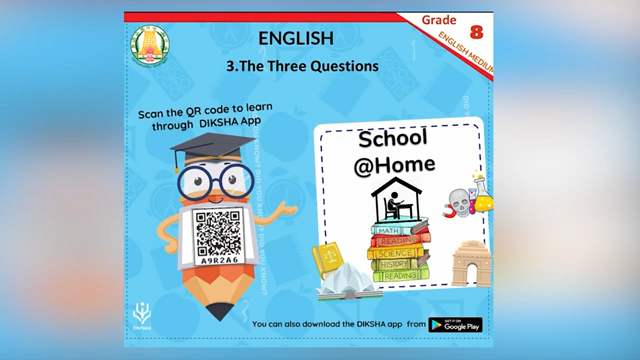 Grade 8
ENGLISH MEDIUM
ENGLISH
3.The Three Questions
Scan the QR code to learn
through DIKSHA App
School
@Home
MATH
READING
SCIENCE
HISTORY
READING
A9R2A6
DIKSHA
You can also download the DIKSHA app from
GET IT ON
Google Play